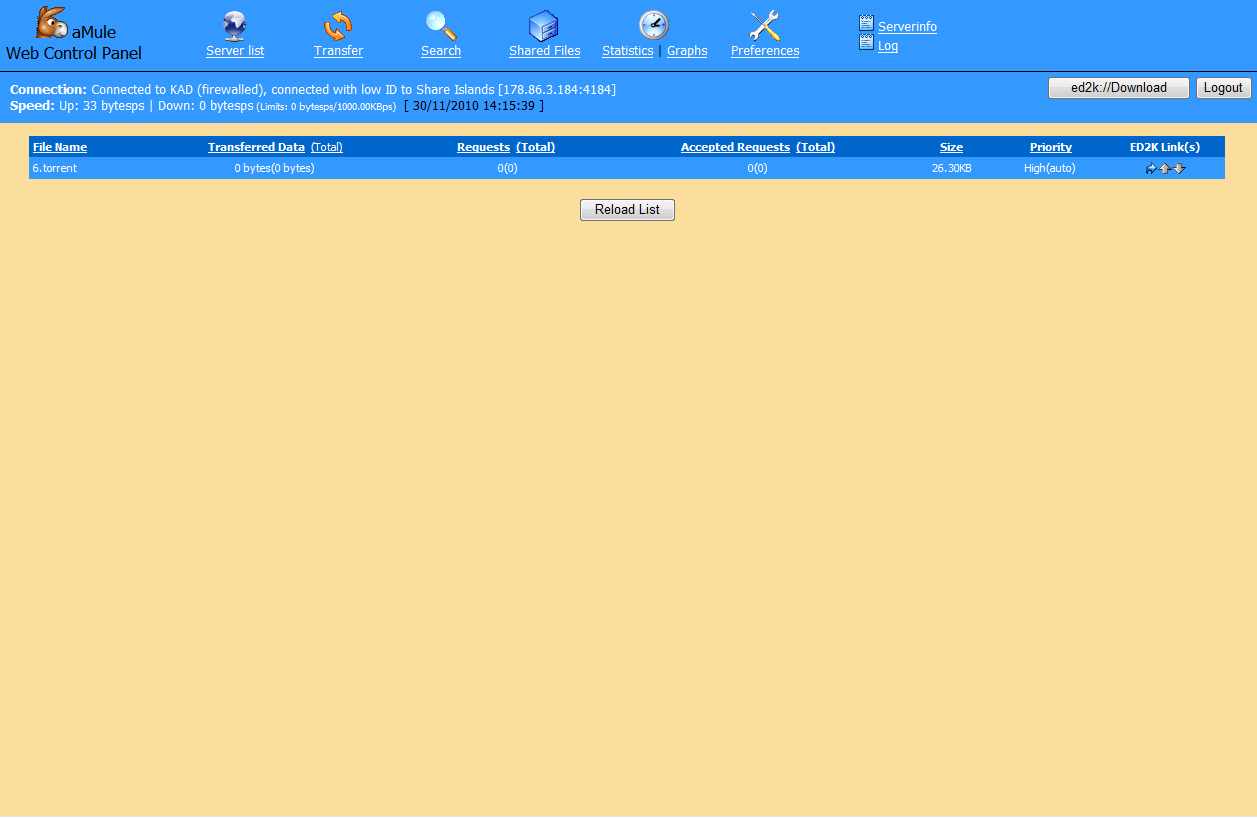 aMule
Web Control Panel
Server list Transfer Search Shared Files Statistics | Graphs Preferences
Serverinfo
Log
Connection: Connected to KAD (firewalled), connected with low ID to Share Islands [178.86.3.184:4184]
Speed: Up: 33 bytesps | Down: 0 bytesps (Limits: 0 bytesps/1000.00KBps) [ 30/11/2010 14:15:39 ]
ed2k://Download Logout
File Name Transferred Data (Total) Requests (Total) Accepted Requests (Total) Size Priority ED2K Link(s)
6.torrent 0 bytes(0 bytes) 0(0) 0(0) 26.30KB High(auto)
Reload List